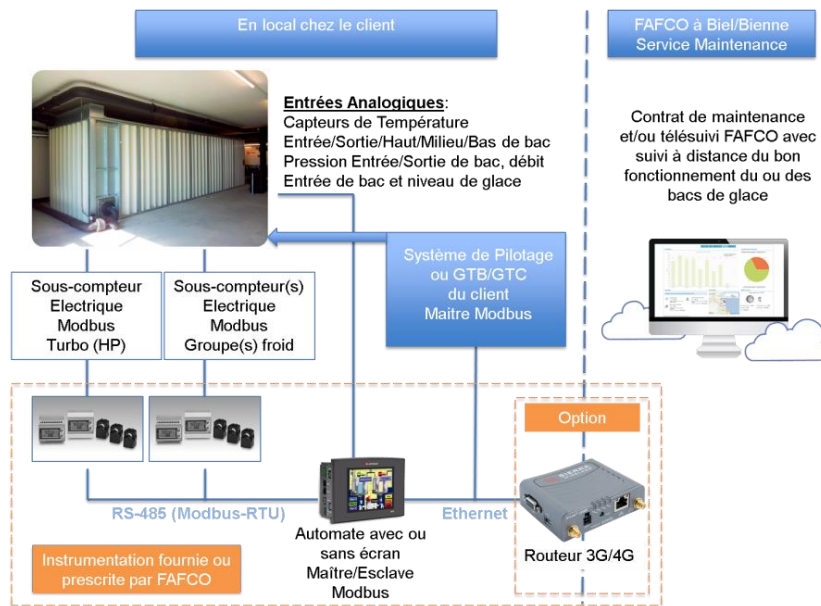 En local chez le client
FAFCO à Biel/Bienne
Service Maintenance
Entrées Analogiques:
Capteurs de Température
Entrée/Sortie/Haut/Milieu/Bas de bac
Pression Entrée/Sortie de bac, débit
Entrée de bac et niveau de glace
Contrat de maintenance
et/ou télésuivi FAFCO avec
suivi à distance du bon
fonctionnement du ou des
bacs de glace
Système de Pilotage
ou GTB/GTC
du client
Maitre Modbus
Sous-compteur
Electrique
Modbus
Turbo (HP)
Sous-compteur(s)
Electrique
Modbus
Groupe(s) froid
Option
SIERRA
RS-485 (Modbus-RTU)
Ethernet
Automate avec ou
sans écran
Maître/Esclave
Modbus
Routeur 3G/4G
Instrumentation fournie ou
prescrite par FAFCO